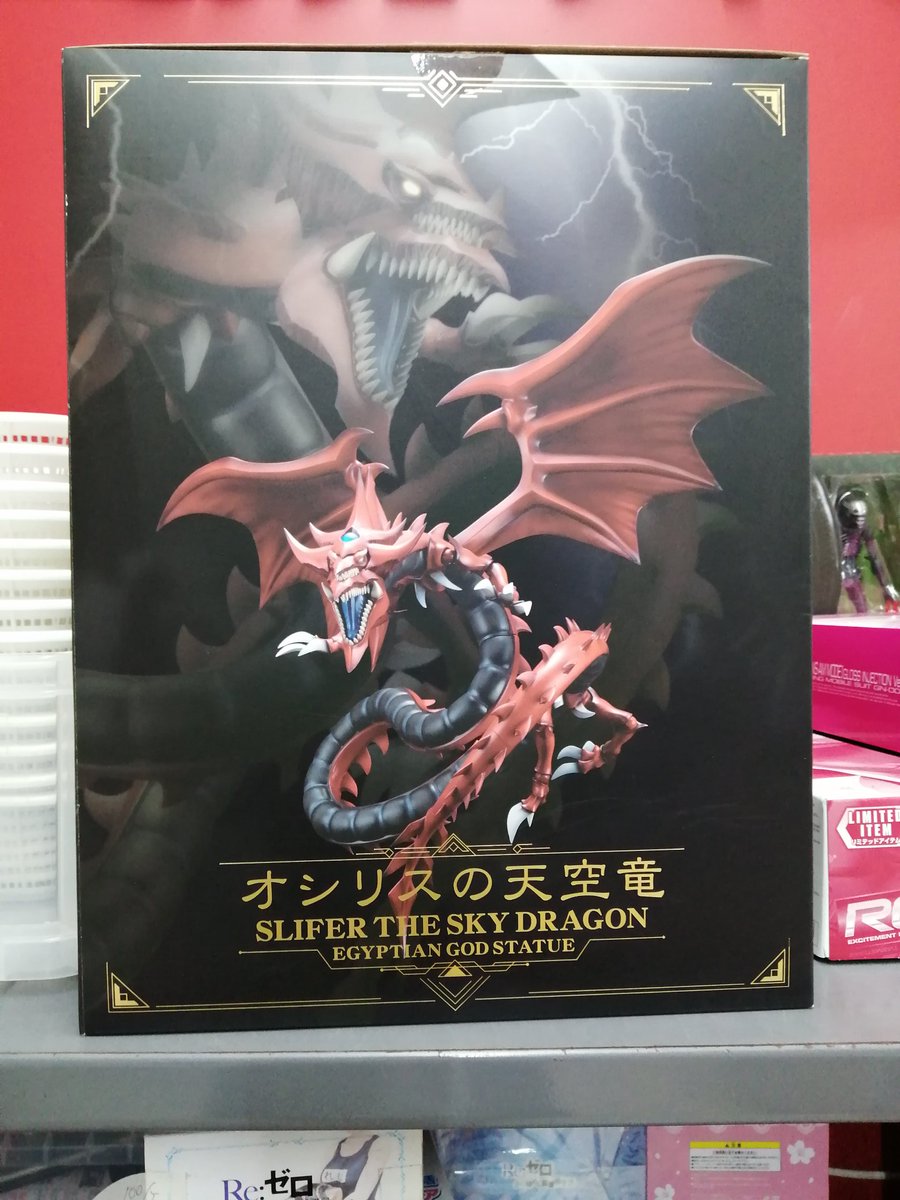 オシリスの天空竜
SLIFER THE SKY DRAGON
EGYPTIAN GOD STATUE
LIMITED
ITEM
リミテッドアイテム
Re:ゼロ
Re:ゼロ